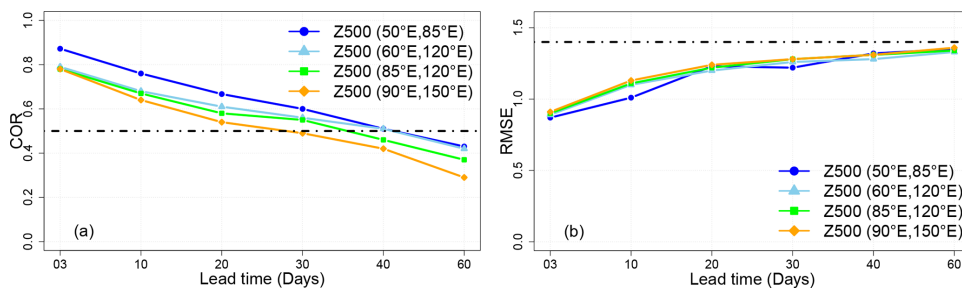 1.0
0.8
0.6
0.4
0.2
0.0
COR
Z500 (50°E,85°E)
Z500 (60°E,120°E)
Z500 (85°E,120°E)
Z500 (90°E,150°E)
(a)
03 10 20 30 40 60
Lead time (Days)
1.5
1.0
0.5
0.0
RMSE
Z500 (50°E,85°E)
Z500 (60°E,120°E)
Z500 (85°E,120°E)
Z500 (90°E,150°E)
(b)
03 10 20 30 40 60
Lead time (Days)